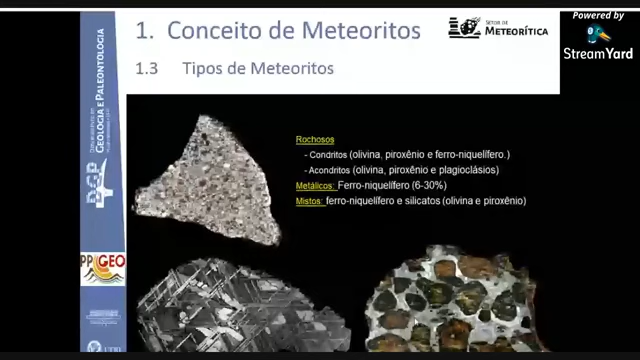 1. Conceito de Meteoritos
SETOR DE
METEORÍTICA
Powered by
StreamYard
1.3 Tipos de Meteoritos
GEOLOGIA E PALEONTOLOGIA
DGP
Rochosos
- Condritos (olivina, piroxênio e ferro-niquelífero.)
- Acondritos (olivina, piroxênio e plagioclásios)
Metálicos: Ferro-niquelífero (6-30%)
Mistos: ferro-niquelífero e silicatos (olivina e piroxênio)
PPGEO